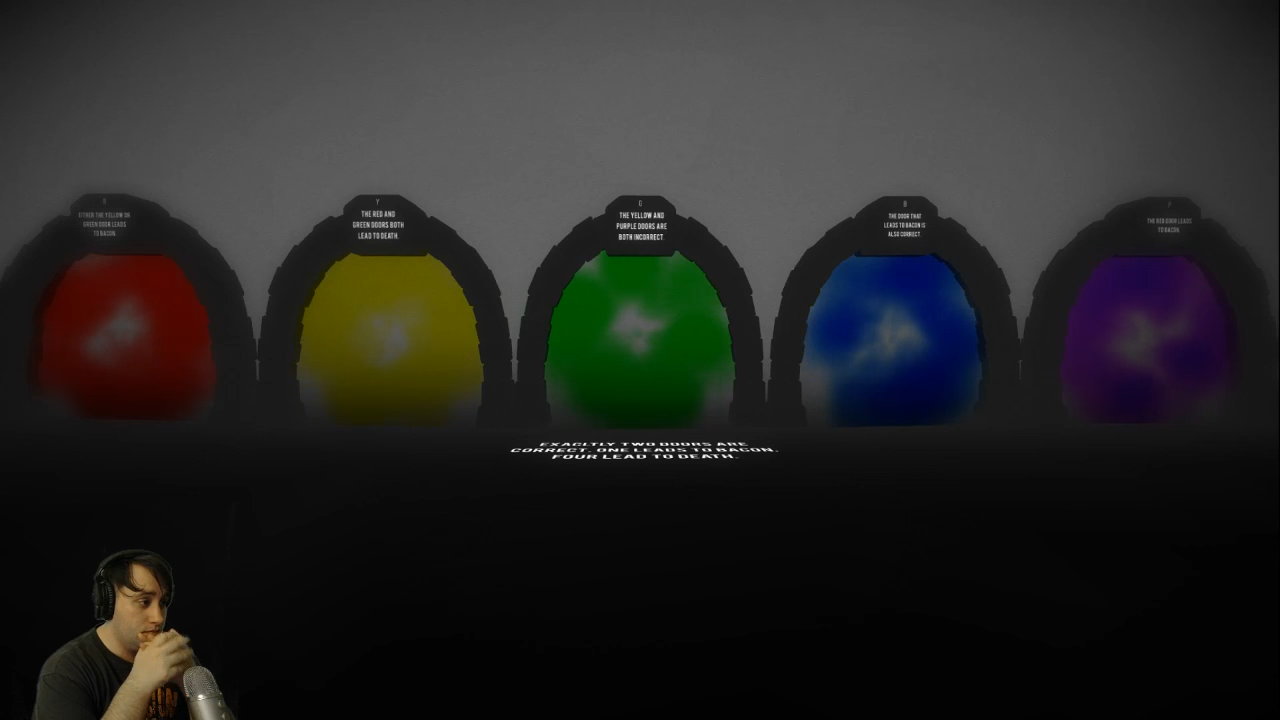 R
EITHER THE YELLOW OR
GREEN DOOR LEADS
TO BACON.
Y
THE RED AND
GREEN DOORS BOTH
LEAD TO DEATH.
G
THE YELLOW AND
PURPLE DOORS ARE
BOTH INCORRECT.
B
THE DOOR THAT
LEADS TO BACON IS
ALSO CORRECT.
P
THE RED DOOR LEADS
TO BACON.
EXACLTLY TWO DOORS ARE
CORRECT. ONE LEADS TO BACON.
FOUR LEAD TO DEATH.